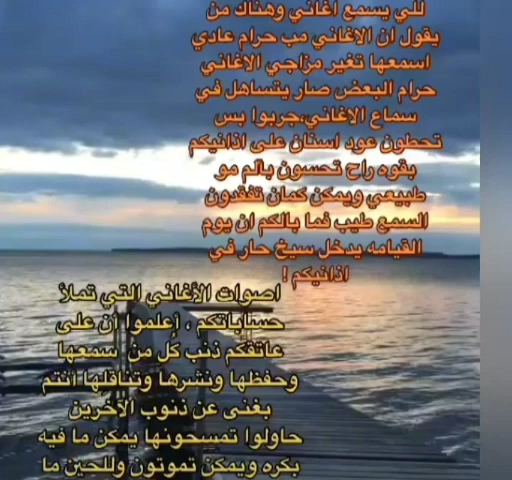 للي يسمع اغاني وهناك من
يقول ان الاغاني مب حرام عادي
اسمعها تغير مزاجي الاغاني
حرام البعض صار يتساهل في
سماع الاغاني،جربوا بس
تحطون عود اسنان على اذانيكم
بقوه راح تحسون بألم مو
طبيعي ويمكن كمان تفقدون
السمع طيب فما بالكم ان يوم
القيامه يدخل سيخ حار في
اذانيكم !
اصوات الأغاني التي تملأ
حساباتكم ، إعلموا أن على
عاتقكم ذنب كُل من سمعها
وحفظها ونشرها وتناقلها أنتم
بغنى عن ذنوب الآخرين
حاولوا تمسحونها يمكن ما فيه
بكره ويمكن تموتون وللحين ما